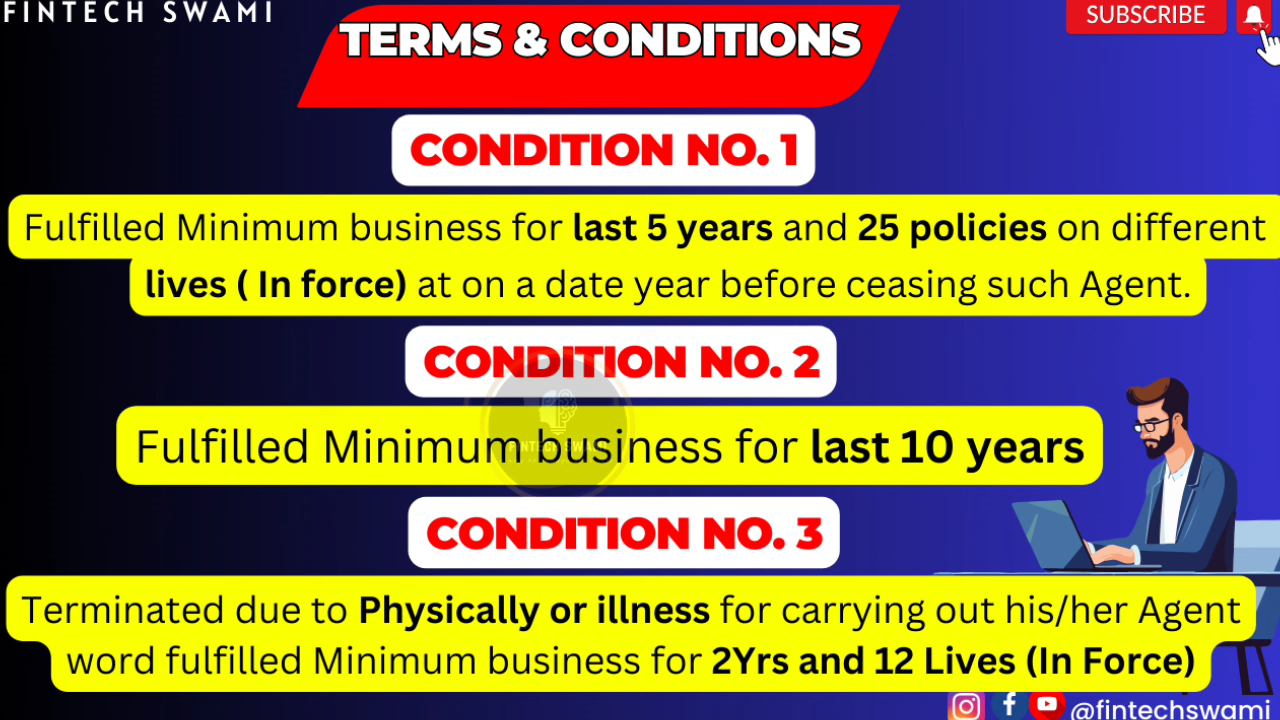 FINTECH SWAMI
SUBSCRIBE
TERMS & CONDITIONS
CONDITION NO. 1
Fulfilled Minimum business for last 5 years and 25 policies on different
lives ( In force) at on a date year before ceasing such Agent.
CONDITION NO. 2
Fulfilled Minimum business for last 10 years
FINTECH SWAMI
CONDITION NO. 3
Terminated due to Physically or illness for carrying out his/her Agent
word fulfilled Minimum business for 2Yrs and 12 Lives (In Force)
@fintechswami